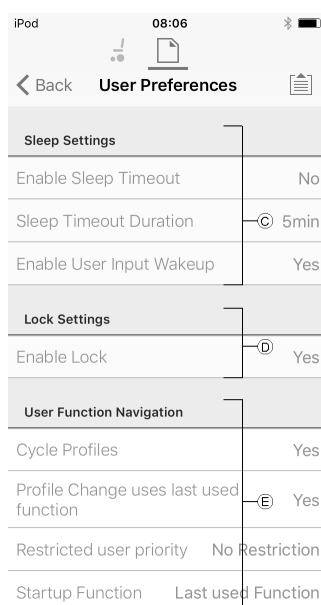 iPod 08:06
Back User Preferences
Sleep Settings
Enable Sleep Timeout No
Sleep Timeout Duration C 5min
Enable User Input Wakeup Yes
Lock Settings
D
Enable Lock Yes
User Function Navigation
Cycle Profiles Yes
Profile Change uses last used
function E Yes
Restricted user priority No Restriction
Startup Function Last used Function